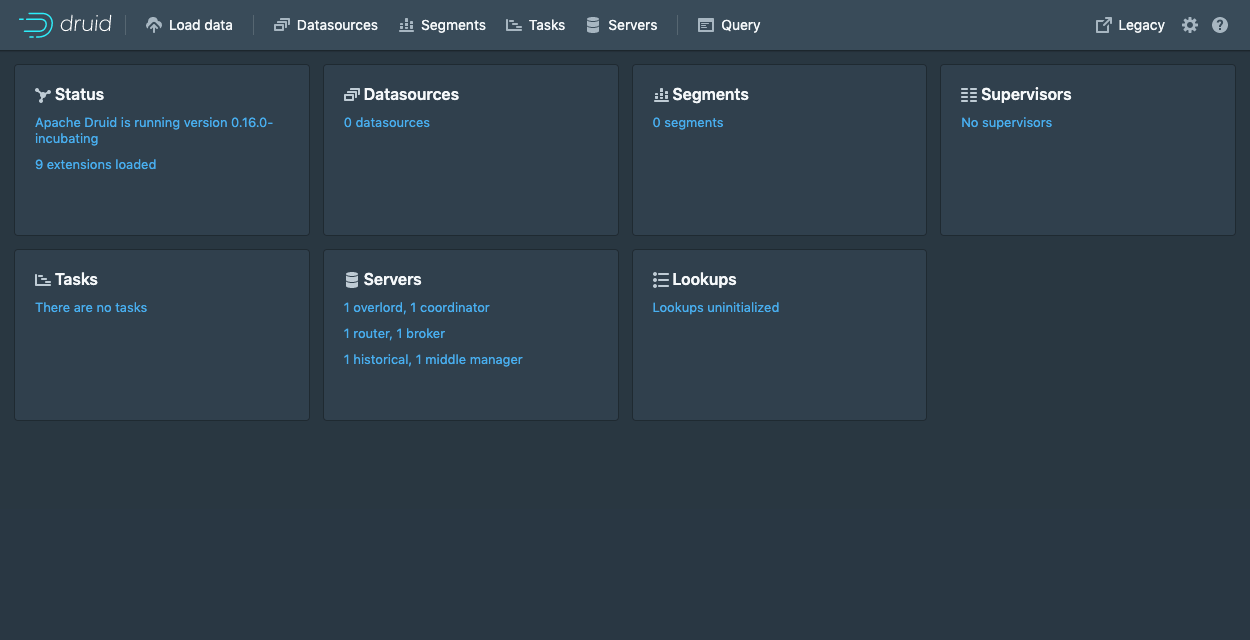 druid
Load data
Datasources
Segments
Tasks
Servers
Query
Legacy
Status
Apache Druid is running version 0.16.0-
incubating
9 extensions loaded
Datasources
0 datasources
Segments
0 segments
Supervisors
No supervisors
Tasks
There are no tasks
Servers
1 overlord, 1 coordinator
1 router, 1 broker
1 historical, 1 middle manager
Lookups
Lookups uninitialized